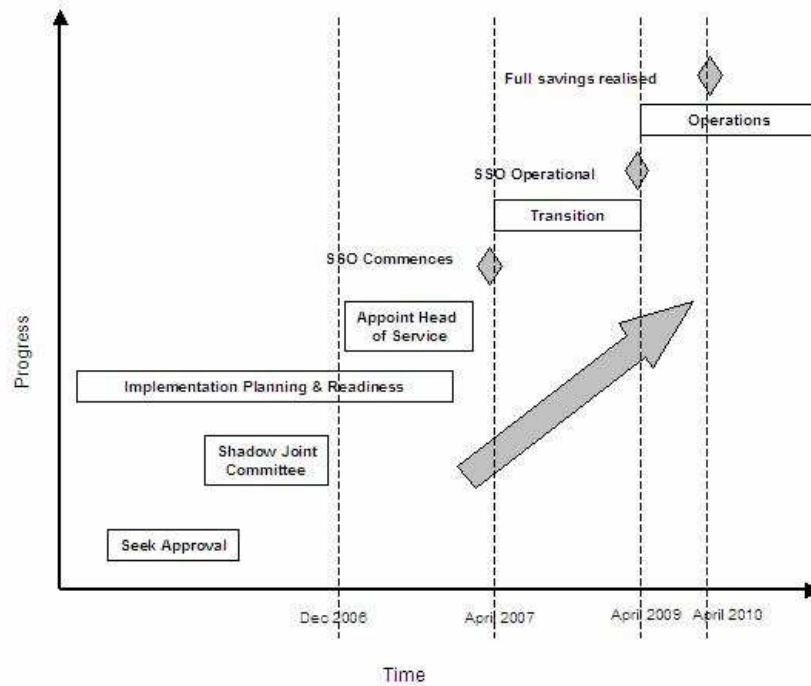 Full savings realised
Operations
SSO Operational
Transition
SSO Commences
Appoint Head
of Service
Implementation Planning & Readiness
Shadow Joint
Committee
Seek Approval
Progress
Dec 2006
April 2007
April 2009
April 2010
Time